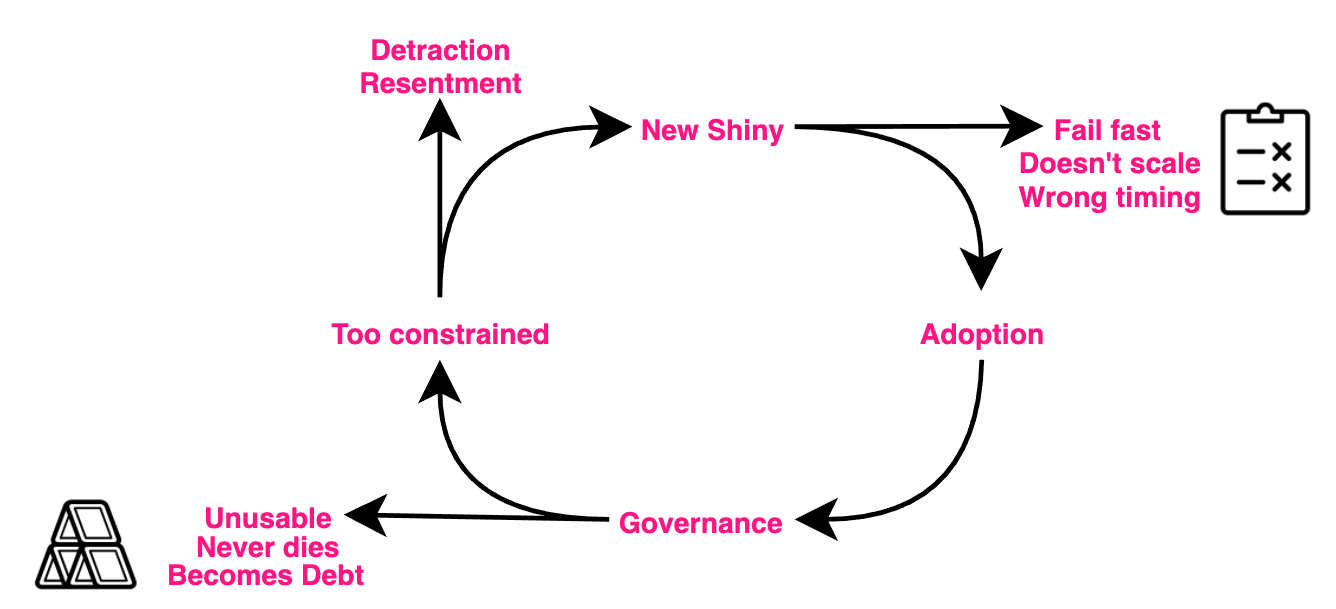 Detraction
Resentment
New Shiny
Fail fast
Doesn't scale
Wrong timing
Too constrained
Adoption
Unusable
Never dies
Becomes Debt
Governance